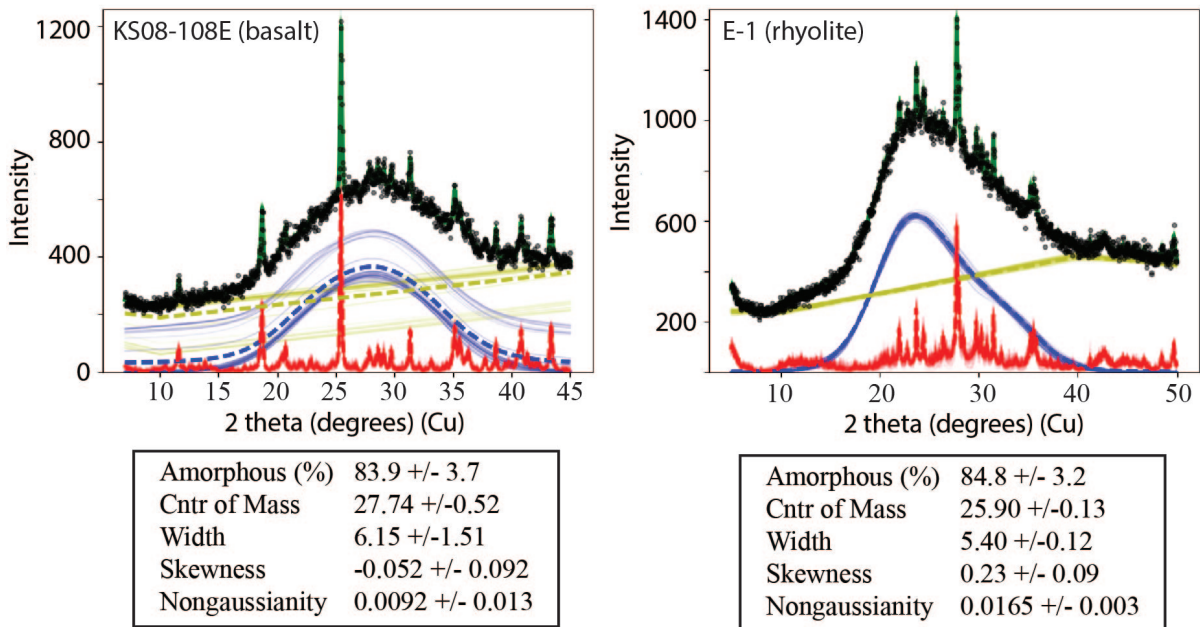 KS08-108E (basalt)
1200
800
400
0
Intensity
10 15 20 25 30 35 40 45
2 theta (degrees) (Cu)
Amorphous (%) 83.9 +/- 3.7
Cntr of Mass 27.74 +/-0.52
Width 6.15 +/-1.51
Skewness -0.052 +/- 0.092
Nongaussianity 0.0092 +/- 0.013
E-1 (rhyolite)
1400
1000
600
200
Intensity
10 20 30 40 50
2 theta (degrees) (Cu)
Amorphous (%) 84.8 +/- 3.2
Cntr of Mass 25.90 +/-0.13
Width 5.40 +/-0.12
Skewness 0.23 +/- 0.09
Nongaussianity 0.0165 +/- 0.003